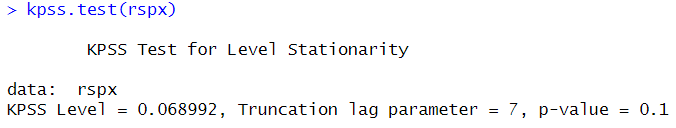 > kpss.test(rspx)
KPSS Test for Level Stationarity
data:  rspx
KPSS Level = 0.068992, Truncation lag parameter = 7, p-value = 0.1